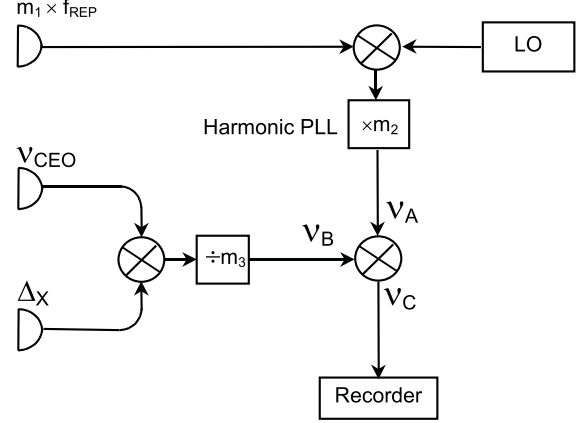 m₁ × fREP
LO
Harmonic PLL
×m₂
νCEO
νA
÷m₃
νB
ΔX
νC
Recorder